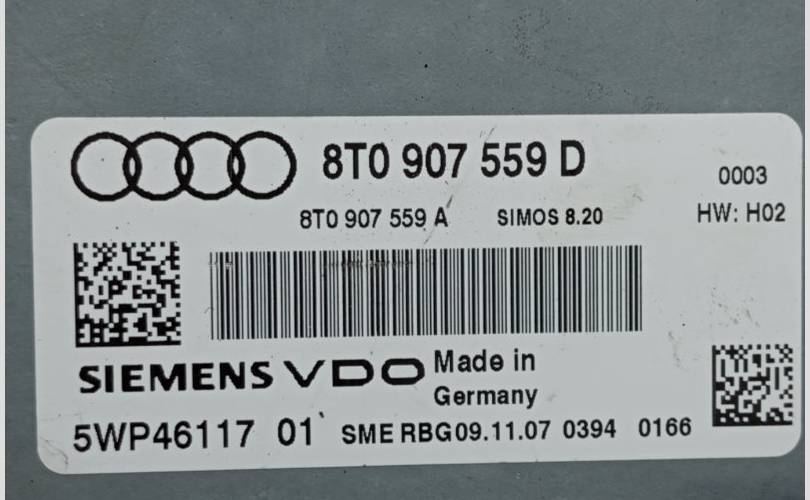 8T0 907 559 D
0003
8T0 907 559 A SIMOS 8.20 HW: H02
SIEMENS VDO Made in
Germany
5WP46117 01 SME RBG09.11.07 0394 0166